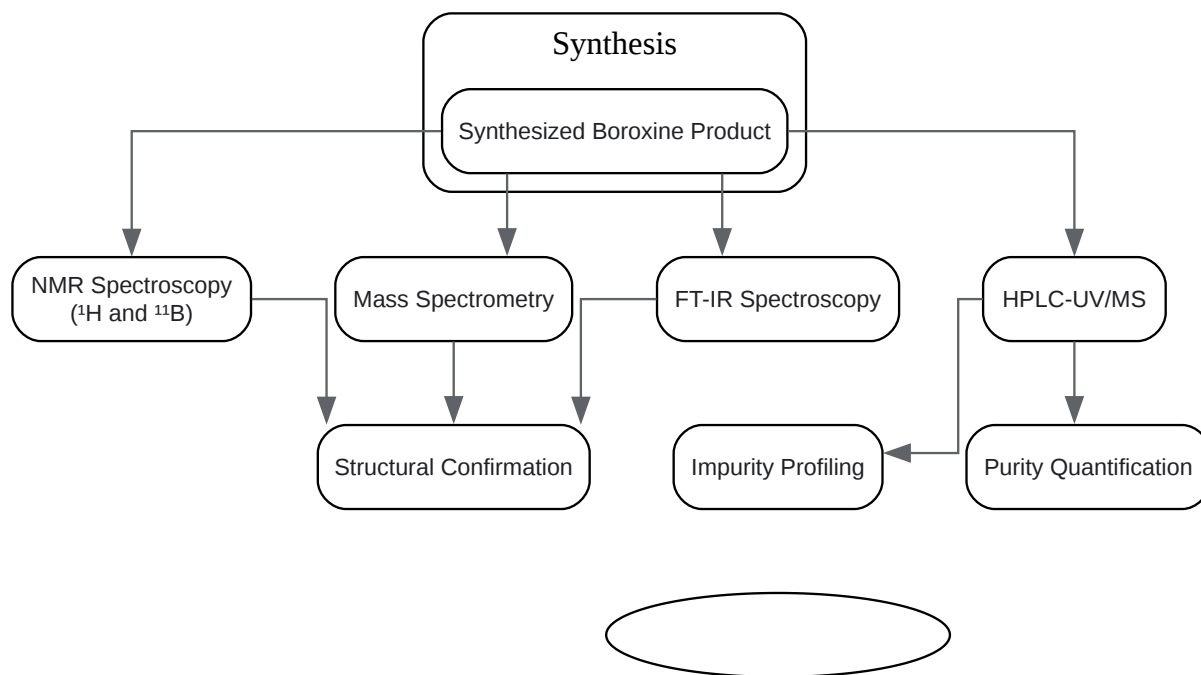 Synthesis
Synthesized Boroxine Product
NMR Spectroscopy
(¹H and ¹¹B)
Mass Spectrometry
FT-IR Spectroscopy
HPLC-UV/MS
Structural Confirmation
Impurity Profiling
Purity Quantification